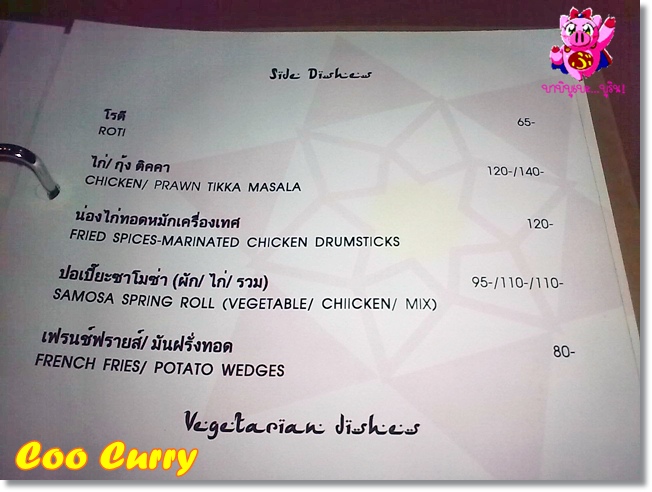 Side Dishes
โรตี
ROTI 65-
ไก่/ กุ้ง ติคคา
CHICKEN/ PRAWN TIKKA MASALA 120-/140-
น่องไก่ทอดหมักเครื่องเทศ
FRIED SPICES-MARINATED CHICKEN DRUMSTICKS 120-
ปอเปี๊ยะซาโมซ่า (ผัก/ ไก่/ รวม)
SAMOSA SPRING ROLL (VEGETABLE/ CHIICKEN/ MIX) 95-/110-/110-
เฟรนช์ฟรายส์/ มันฝรั่งทอด
FRENCH FRIES/ POTATO WEDGES 80-
Vegetarian dishes
Coo Curry